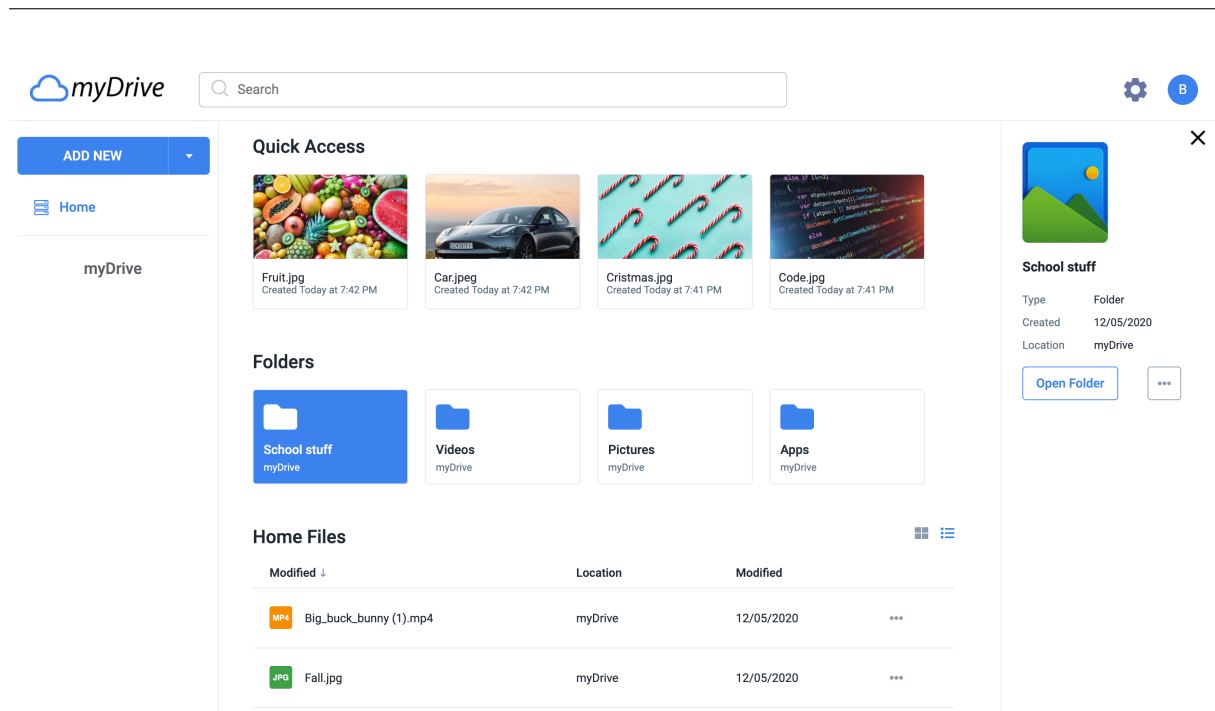 myDrive
Search
B
ADD NEW
Home
myDrive
Quick Access
Fruit.jpg
Created Today at 7:42 PM
Car.jpeg
Created Today at 7:42 PM
Cristmas.jpg
Created Today at 7:41 PM
Code.jpg
Created Today at 7:41 PM
Folders
School stuff
myDrive
Videos
myDrive
Pictures
myDrive
Apps
myDrive
Home Files
Modified ↓ Location Modified
MP4 Big_buck_bunny (1).mp4 myDrive 12/05/2020
JPG Fall.jpg myDrive 12/05/2020
School stuff
Type Folder
Created 12/05/2020
Location myDrive
Open Folder